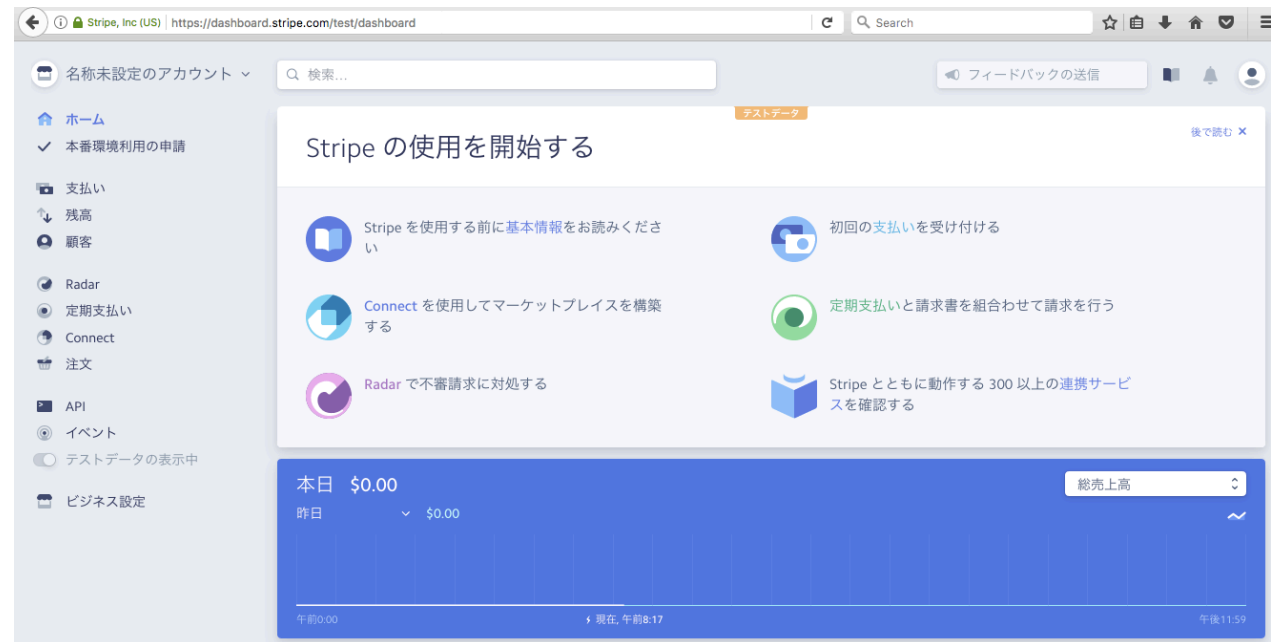 Stripe, Inc (US) https://dashboard.stripe.com/test/dashboard
Search
名称未設定のアカウント
検索...
フィードバックの送信
ホーム
本番環境利用の申請
支払い
残高
顧客
Radar
定期支払い
Connect
注文
API
イベント
テストデータの表示中
ビジネス設定
テストデータ
Stripe の使用を開始する
後で読む
Stripe を使用する前に基本情報をお読みくださ
い
初回の支払いを受け付ける
Connect を使用してマーケットプレイスを構築
する
定期支払いと請求書を組合わせて請求を行う
Radar で不審請求に対処する
Stripe とともに動作する 300 以上の連携サービ
スを確認する
本日 $0.00
総売上高
昨日 $0.00
午前0:00
現在, 午前8:17
午後11:59